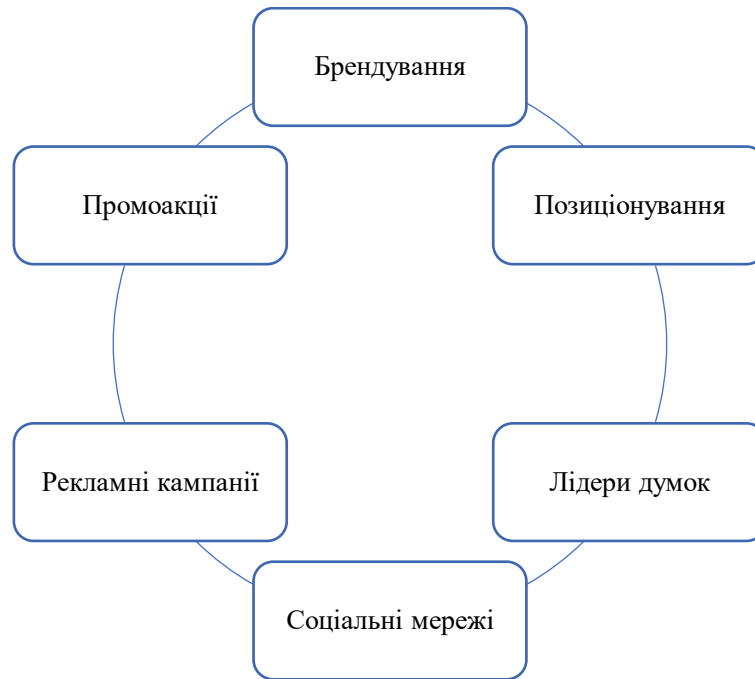 Брендування
Промоакції
Позиціонування
Рекламні кампанії
Лідери думок
Соціальні мережі